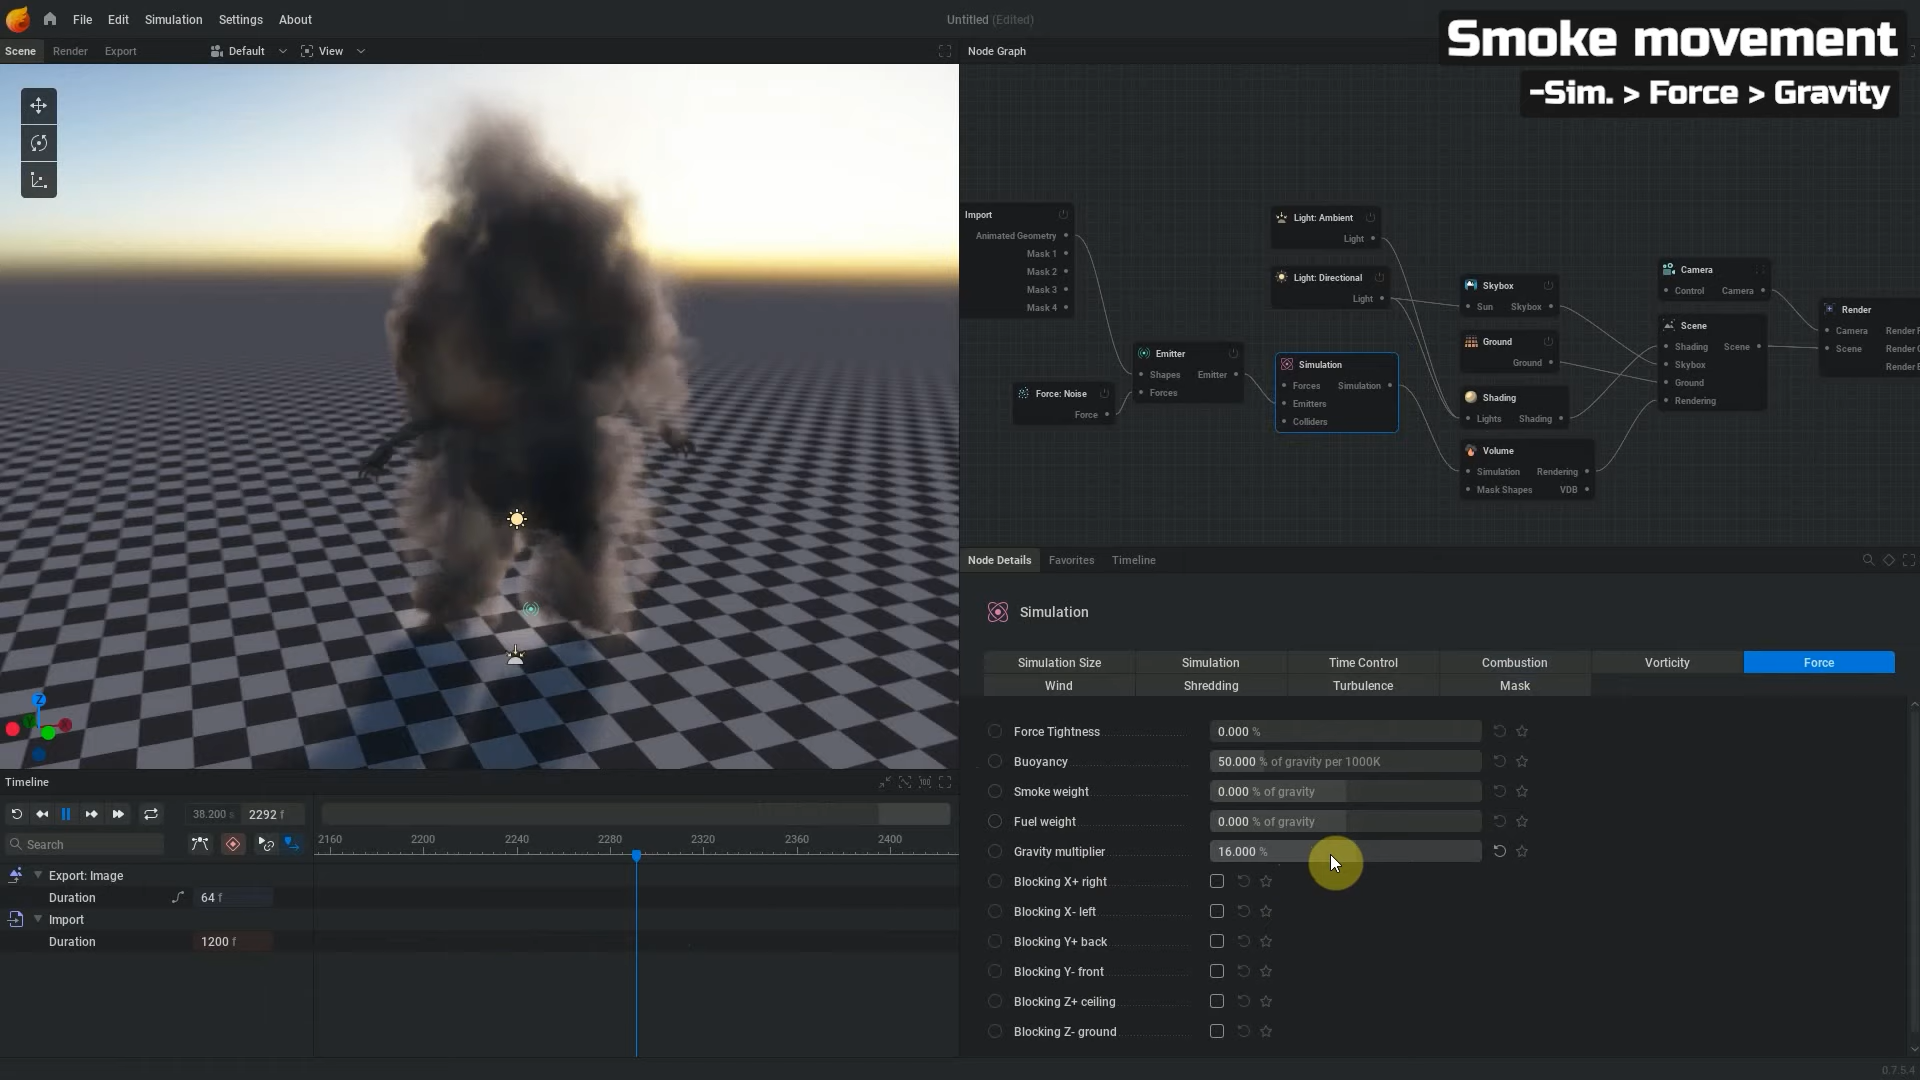 File Edit Simulation Settings About
Untitled (Edited)
Smoke movement
-Sim. > Force > Gravity
Scene Render Export
Default View
Node Graph
Import
Animated Geometry
Mask 1
Mask 2
Mask 3
Mask 4
Force: Noise
Force
Emitter
Shapes Emitter
Forces
Light: Ambient
Light
Light: Directional
Light
Simulation
Forces Simulation
Emitters
Colliders
Skybox
Sun Skybox
Ground
Ground
Shading
Lights Shading
Volume
Simulation Rendering
Mask Shapes VDB
Camera
Control Camera
Scene
Shading Scene
Skybox
Ground
Rendering
Render
Camera
Scene
Node Details Favorites Timeline
Simulation
Simulation Size Simulation Time Control Combustion Vorticity Force
Wind Shredding Turbulence Mask
Force Tightness 0.000 %
Buoyancy 50.000 % of gravity per 1000K
Smoke weight 0.000 % of gravity
Fuel weight 0.000 % of gravity
Gravity multiplier 16.000 %
Blocking X+ right
Blocking X- left
Blocking Y+ back
Blocking Y- front
Blocking Z+ ceiling
Blocking Z- ground
Z
Timeline
38.200 s 2292 f
Search
2160 2200 2240 2280 2320 2360 2400
Export: Image
Duration 64 f
Import
Duration 1200 f
0.7.5.4